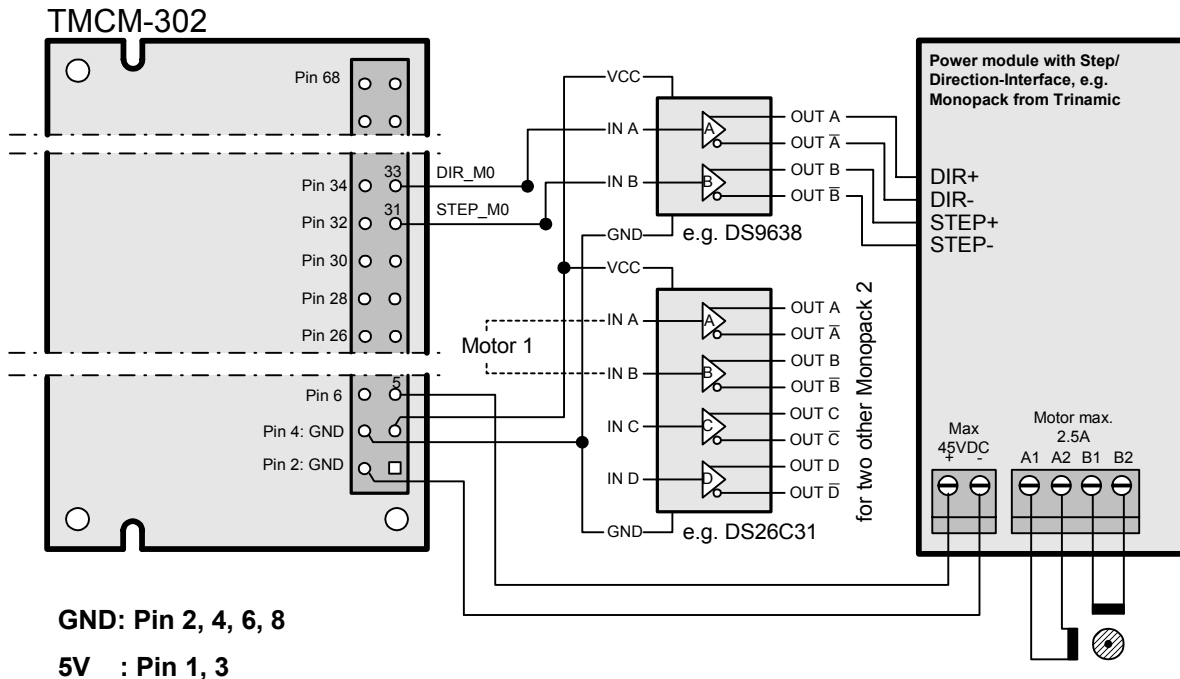 TMCM-302
Pin 68
Pin 34
33
DIR_M0
Pin 32
31
STEP_M0
Pin 30
Pin 28
Pin 26
Pin 6
5
Pin 4: GND
Pin 2: GND
VCC
IN A
A
OUT A
OUT A̅
IN B
B
OUT B
OUT B̅
GND
e.g. DS9638
VCC
Motor 1
IN A
A
OUT A
OUT A̅
IN B
B
OUT B
OUT B̅
IN C
C
OUT C
OUT C̅
IN D
D
OUT D
OUT D̅
GND
e.g. DS26C31
for two other Monopack 2
Power module with Step/
Direction-Interface, e.g.
Monopack from Trinamic
DIR+
DIR-
STEP+
STEP-
Max
45VDC
+ -
Motor max.
2.5A
A1 A2 B1 B2
GND: Pin 2, 4, 6, 8
5V : Pin 1, 3